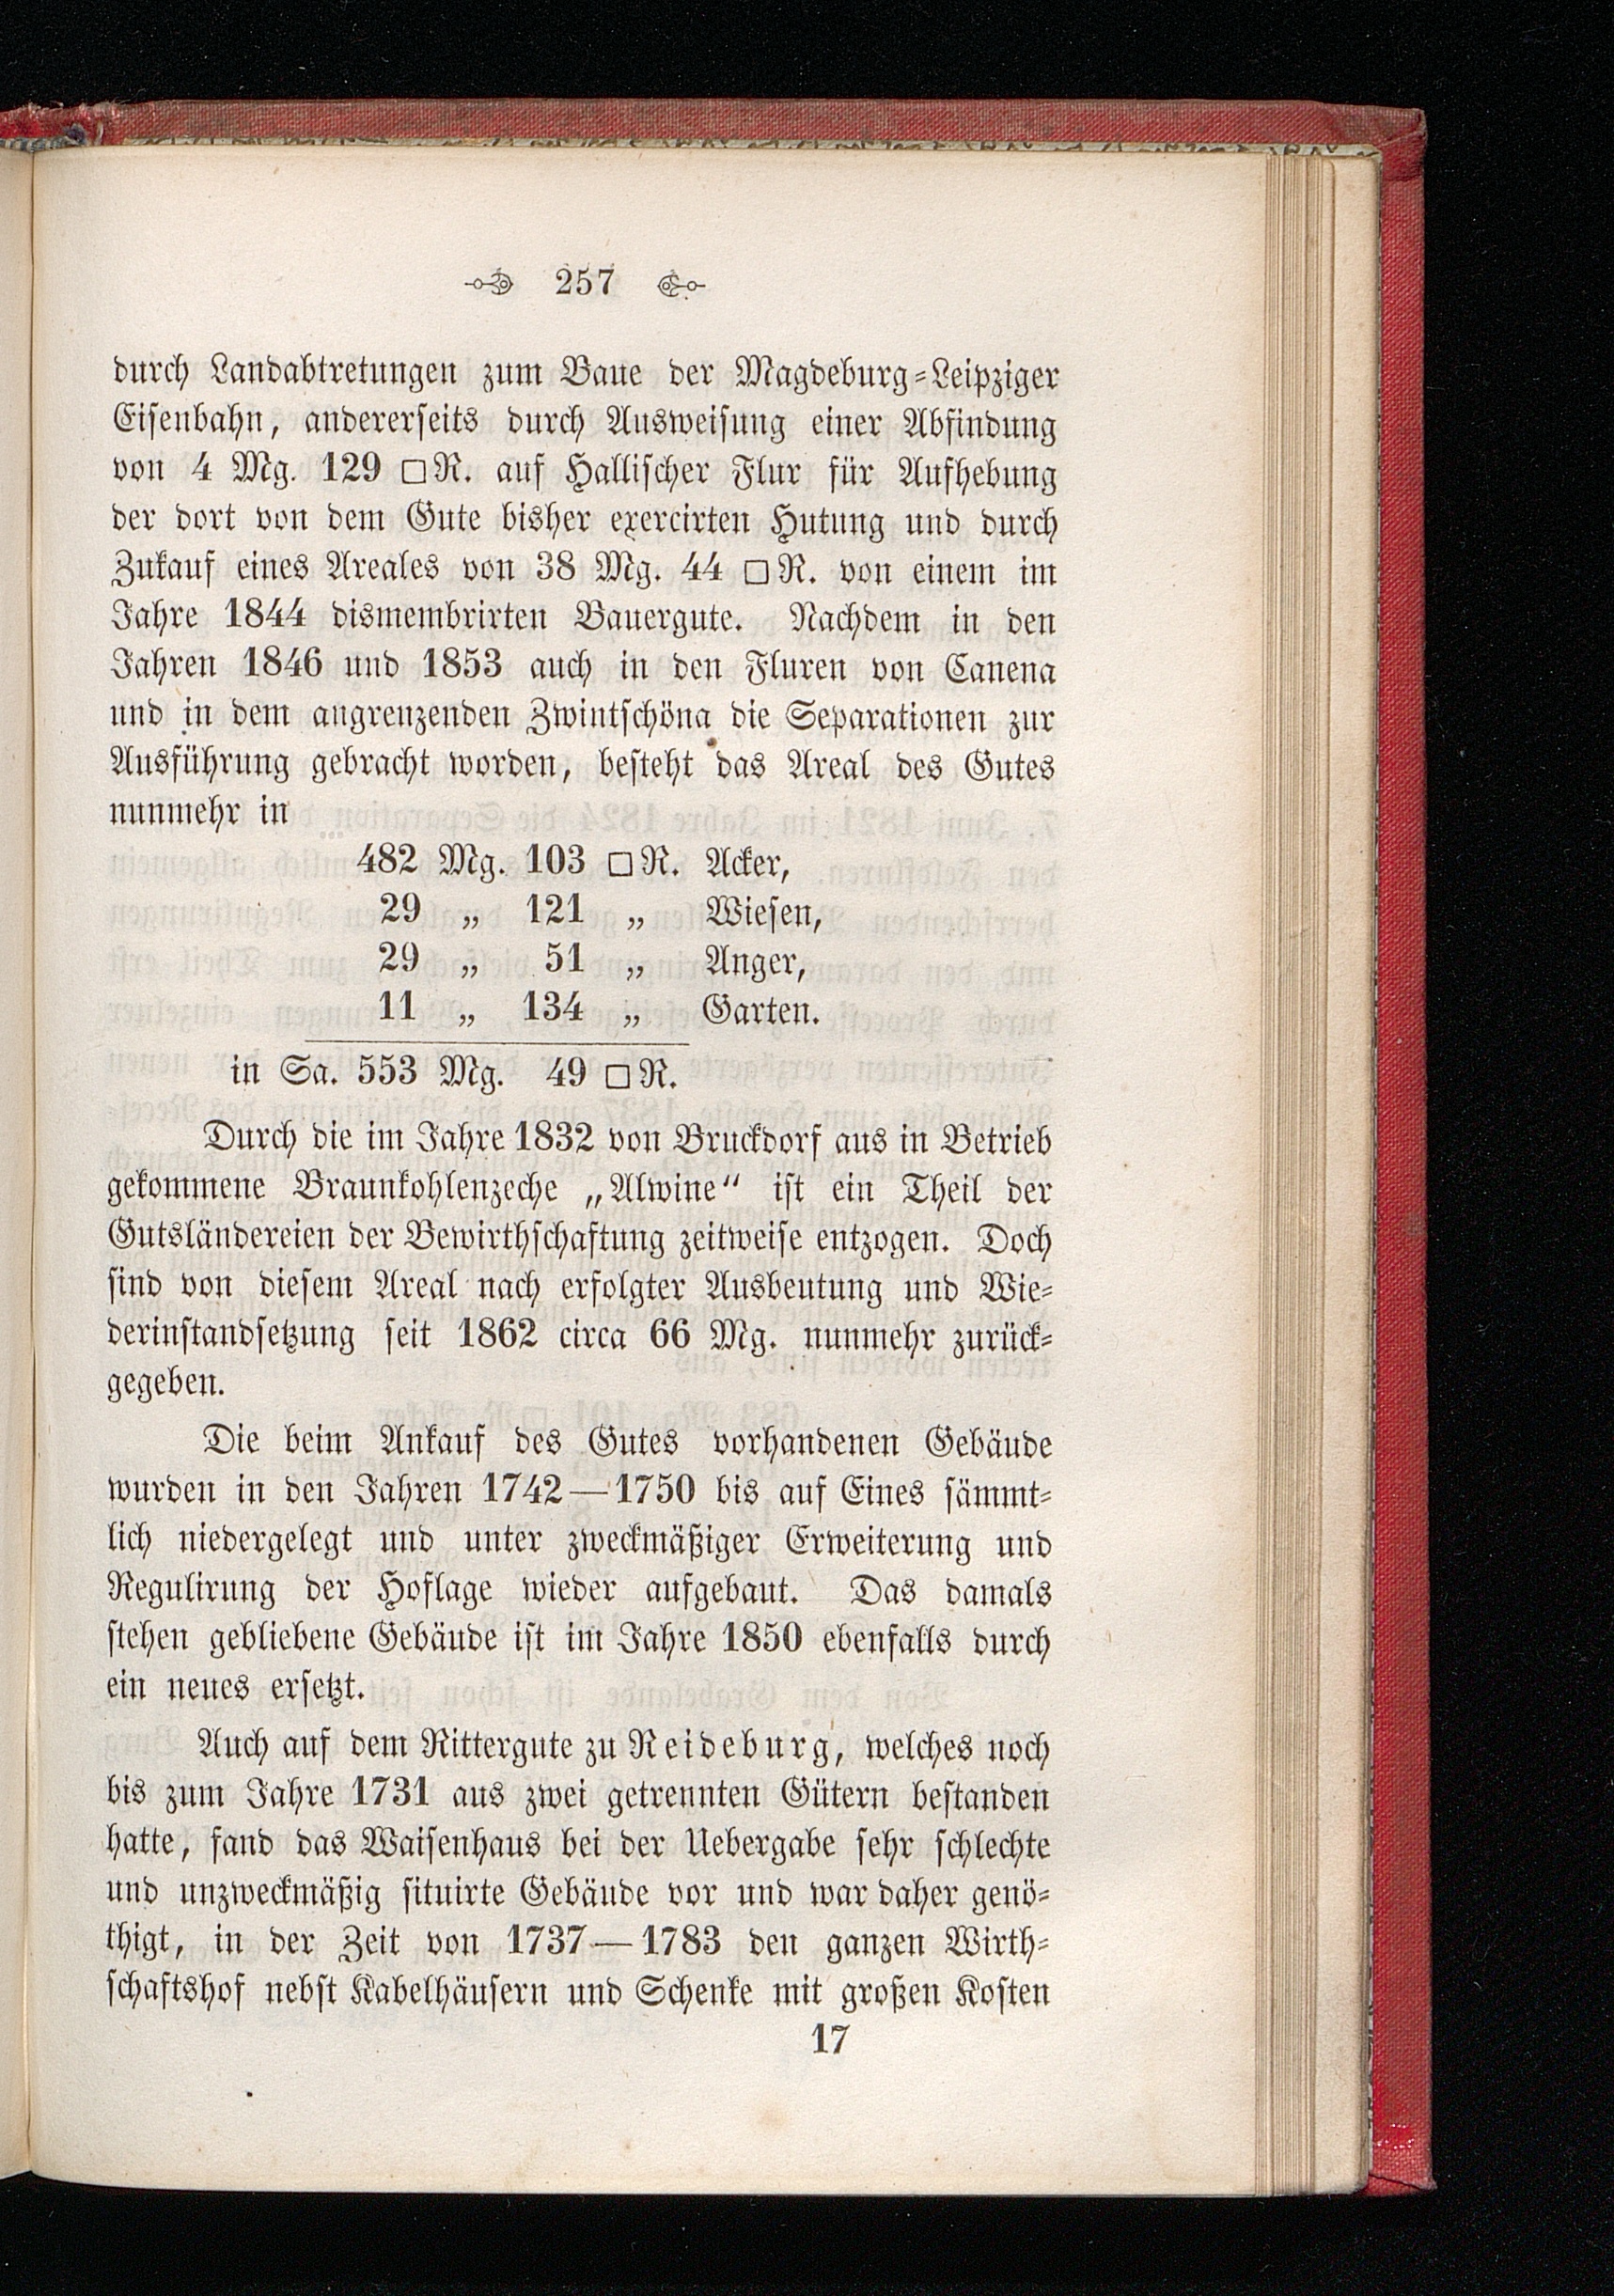 257
durch Landabtretungen zum Baue der Magdeburg-Leipziger
Eisenbahn, andererseits durch Ausweisung einer Abfindung
von 4 Mg. 129 □R. auf Hallischer Flur für Aufhebung
der dort von dem Gute bisher exercirten Hutung und durch
Zukauf eines Areales von 38 Mg. 44 □R. von einem im
Jahre 1844 dismembrirten Bauergute. Nachdem in den
Jahren 1846 und 1853 auch in den Fluren von Canena
und in dem angrenzenden Zwintschöna die Separationen zur
Ausführung gebracht worden, besteht das Areal des Gutes
nunmehr in
482 Mg. 103 □R. Acker,
29 „ 121 „ Wiesen,
29 „ 51 „ Anger,
11 „ 134 „ Garten.
in Sa. 553 Mg. 49 □R.
Durch die im Jahre 1832 von Bruckdorf aus in Betrieb
gekommene Braunkohlenzeche „Alwine“ ist ein Theil der
Gutsländereien der Bewirthschaftung zeitweise entzogen. Doch
sind von diesem Areal nach erfolgter Ausbeutung und Wie-
derinstandsetzung seit 1862 circa 66 Mg. nunmehr zurück-
gegeben.
Die beim Ankauf des Gutes vorhandenen Gebäude
wurden in den Jahren 1742—1750 bis auf Eines sämmt-
lich niedergelegt und unter zweckmäßiger Erweiterung und
Regulirung der Hoflage wieder aufgebaut. Das damals
stehen gebliebene Gebäude ist im Jahre 1850 ebenfalls durch
ein neues ersetzt.
Auch auf dem Rittergute zu Reideburg, welches noch
bis zum Jahre 1731 aus zwei getrennten Gütern bestanden
hatte, fand das Waisenhaus bei der Uebergabe sehr schlechte
und unzweckmäßig situirte Gebäude vor und war daher genö-
thigt, in der Zeit von 1737—1783 den ganzen Wirth-
schaftshof nebst Kabelhäusern und Schenke mit großen Kosten
17